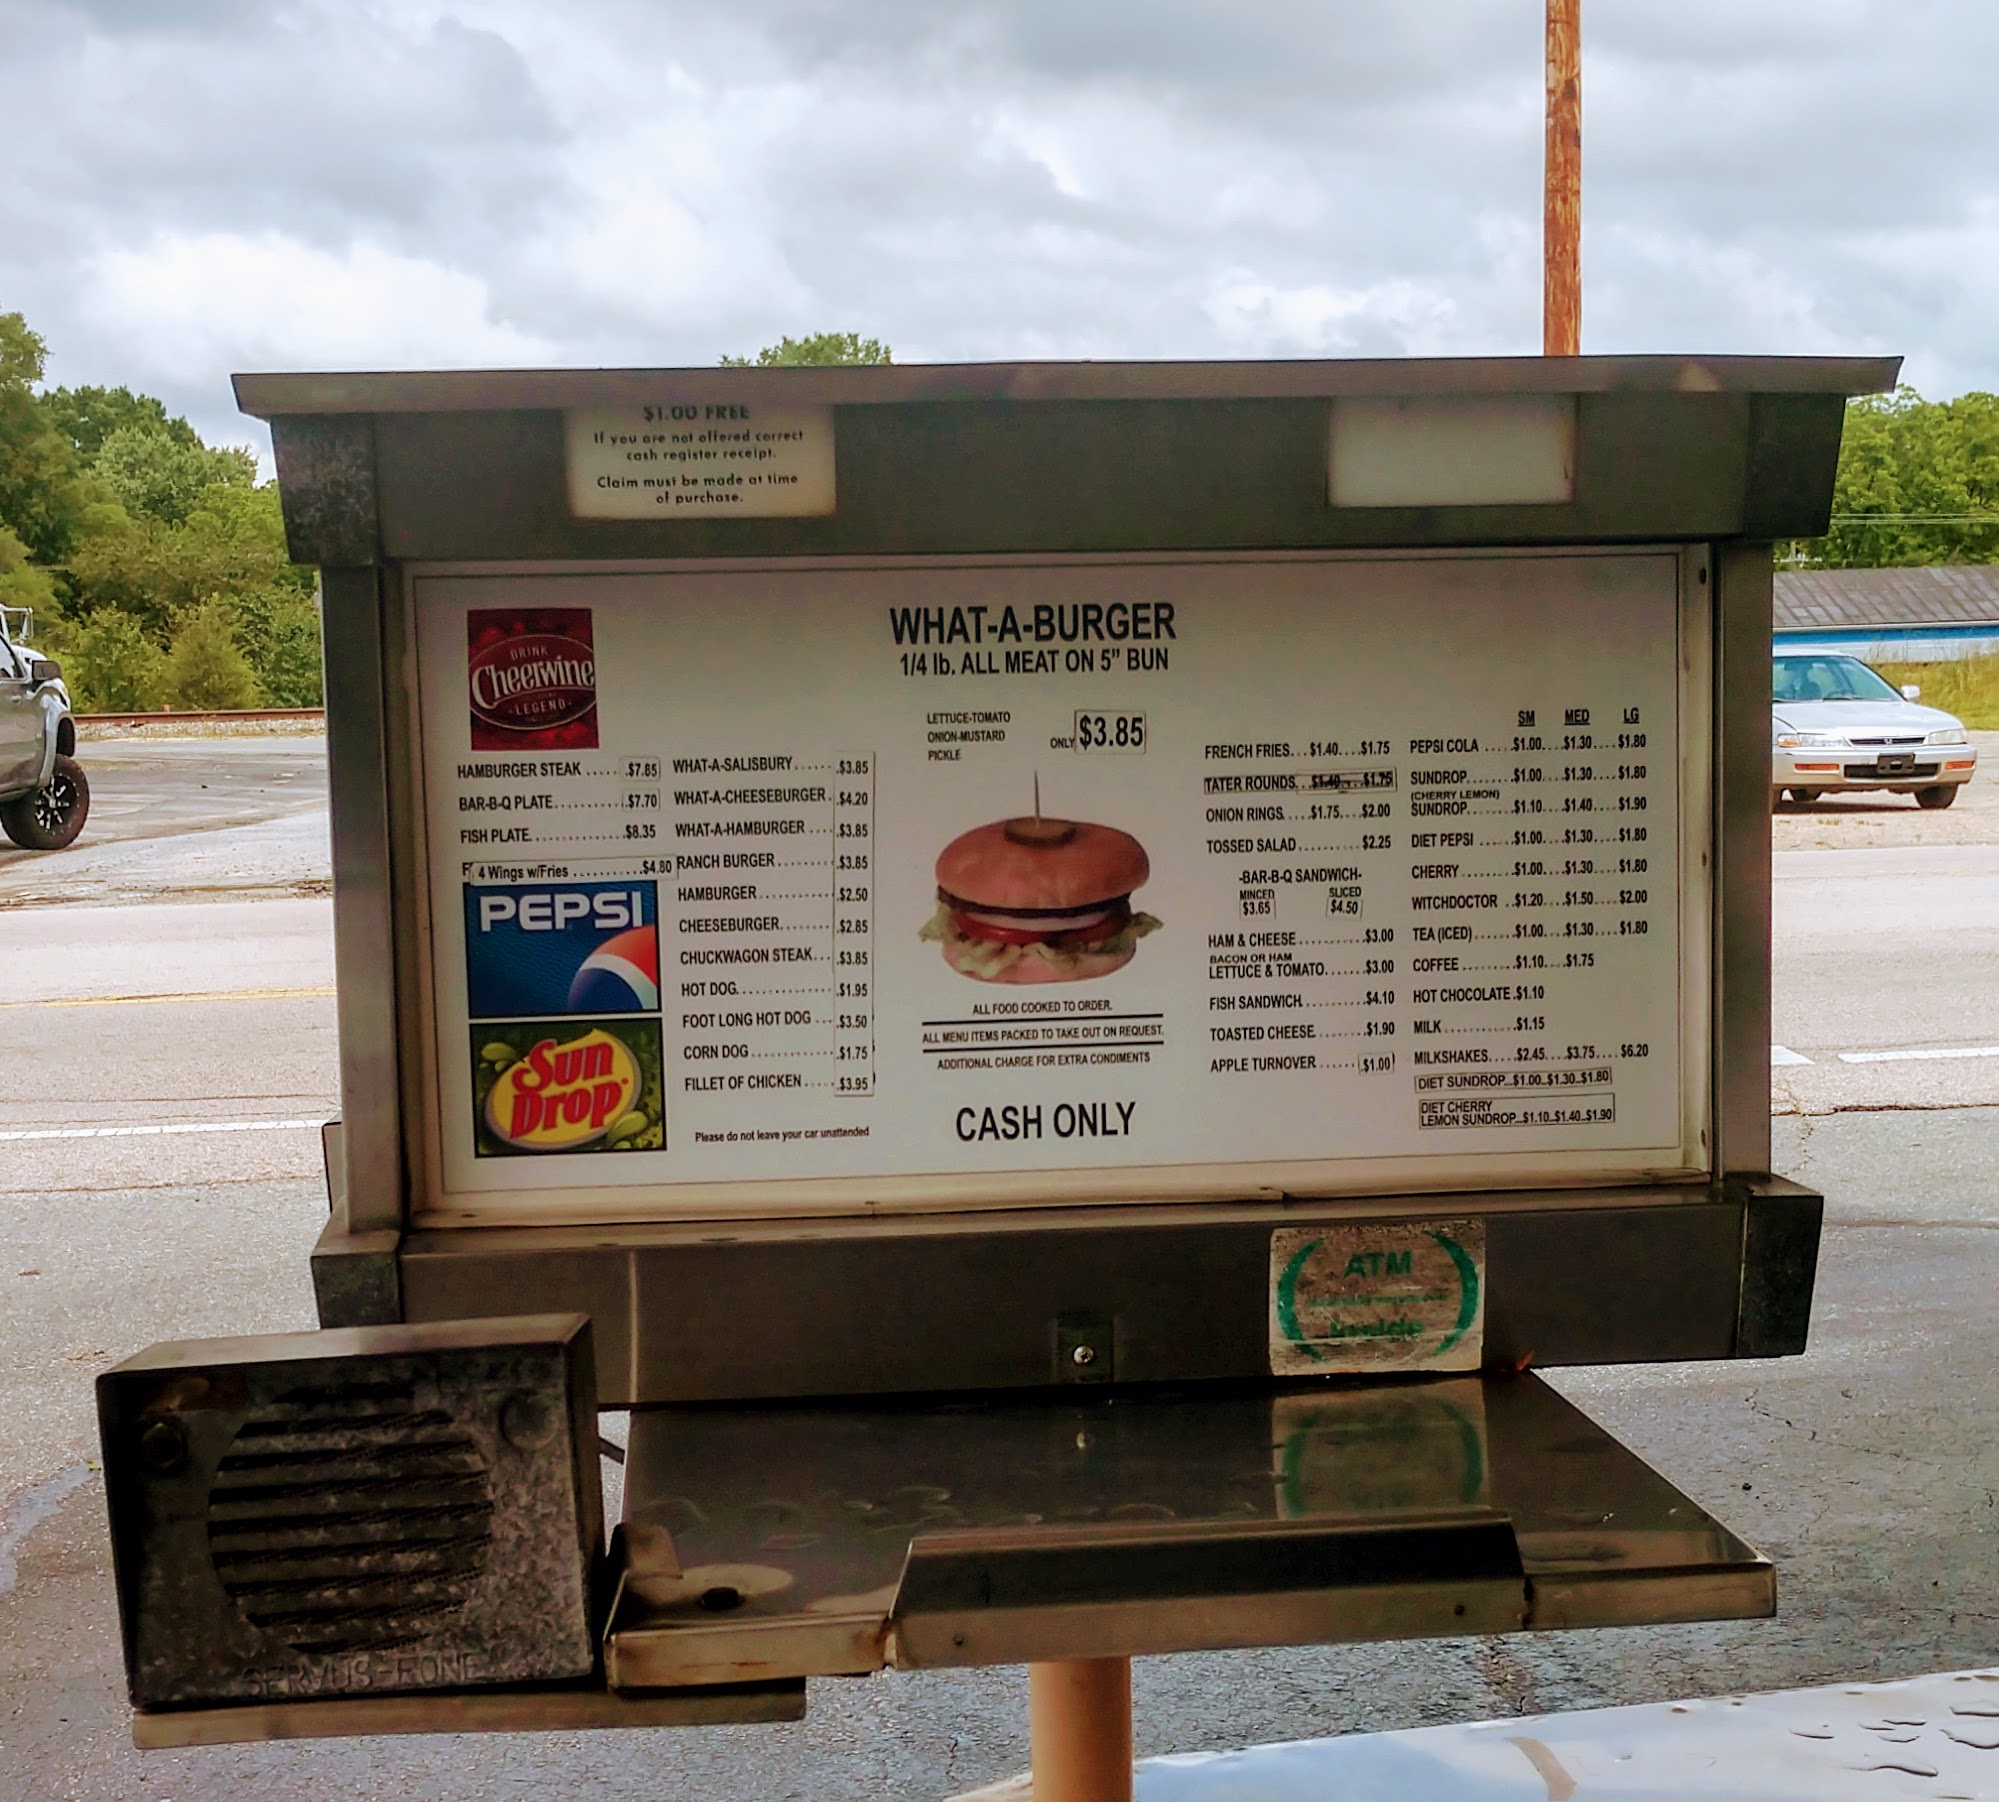 $1.00 FREE
If you are not offered correct
cash register receipt.
Claim must be made at time
of purchase.
WHAT-A-BURGER
1/4 lb. ALL MEAT ON 5" BUN
LETTUCE-TOMATO
ONION-MUSTARD
PICKLE
ONLY $3.85
DRINK
Cheerwine
LEGEND
HAMBURGER STEAK ..... .$7.85
BAR-B-Q PLATE........... .$7.70
FISH PLATE..............$8.35
F
4 Wings w/Fries ...........$4.80
PEPSI
Sun
Drop
WHAT-A-SALISBURY...... .$3.85
WHAT-A-CHEESEBURGER. .$4.20
WHAT-A-HAMBURGER .... .$3.85
RANCH BURGER ........ .$3.85
HAMBURGER........... .$2.50
CHEESEBURGER........ .$2.85
CHUCKWAGON STEAK... .$3.85
HOT DOG.............. .$1.95
FOOT LONG HOT DOG ... .$3.50
CORN DOG............ .$1.75
FILLET OF CHICKEN ..... .$3.95
Please do not leave your car unattended
ALL FOOD COOKED TO ORDER.
ALL MENU ITEMS PACKED TO TAKE OUT ON REQUEST.
ADDITIONAL CHARGE FOR EXTRA CONDIMENTS
CASH ONLY
FRENCH FRIES...$1.40....$1.75
TATER ROUNDS...$1.40....$1.75
ONION RINGS.....$1.75....$2.00
TOSSED SALAD ..........$2.25
-BAR-B-Q SANDWICH-
MINCED SLICED
$3.65 $4.50
HAM & CHEESE ...........$3.00
BACON OR HAM
LETTUCE & TOMATO.......$3.00
FISH SANDWICH..........$4.10
TOASTED CHEESE ........$1.90
APPLE TURNOVER ...... .$1.00
SM MED LG
PEPSI COLA .....$1.00....$1.30....$1.80
SUNDROP........$1.00....$1.30....$1.80
(CHERRY LEMON)
SUNDROP........$1.10....$1.40....$1.90
DIET PEPSI ......$1.00....$1.30....$1.80
CHERRY .........$1.00....$1.30....$1.80
WITCHDOCTOR ..$1.20....$1.50....$2.00
TEA (ICED).......$1.00....$1.30....$1.80
COFFEE .........$1.10....$1.75
HOT CHOCOLATE .$1.10
MILK ............$1.15
MILKSHAKES.....$2.45....$3.75....$6.20
DIET SUNDROP...$1.00..$1.30..$1.80
DIET CHERRY
LEMON SUNDROP...$1.10..$1.40..$1.90
ATM
Inside
SERVUS-FONE